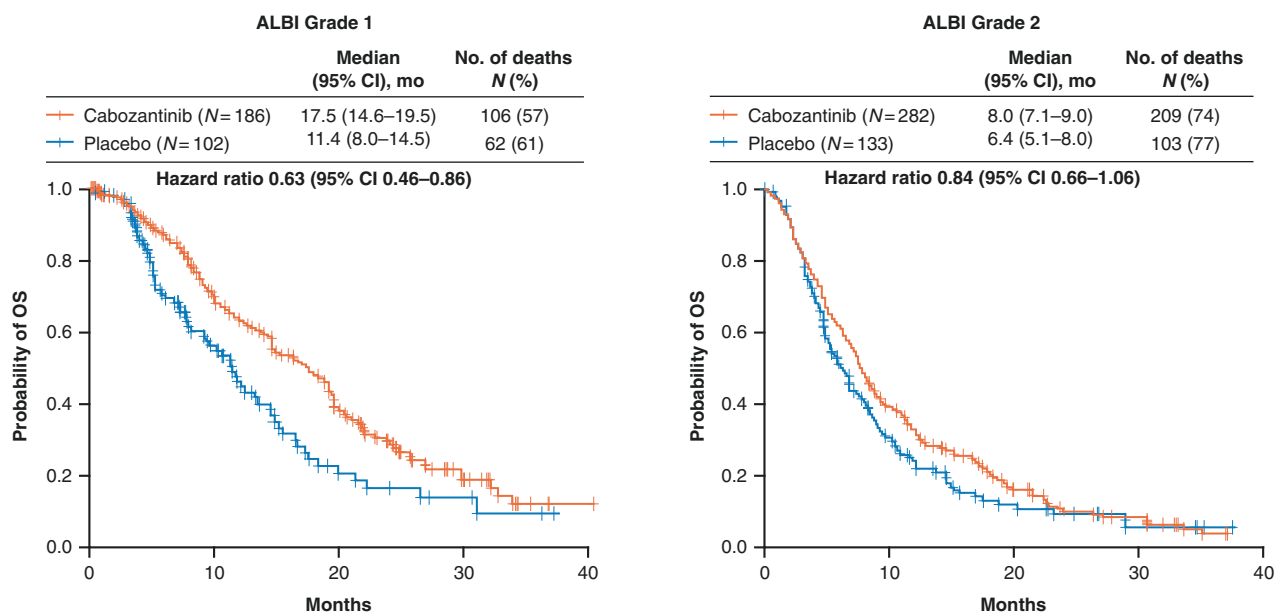 ALBI Grade 1
Median (95% CI), mo
No. of deaths N (%)
Cabozantinib (N=186) 17.5 (14.6–19.5) 106 (57)
Placebo (N=102) 11.4 (8.0–14.5) 62 (61)
Hazard ratio 0.63 (95% CI 0.46–0.86)
Probability of OS
1.0
0.8
0.6
0.4
0.2
0.0
0 10 20 30 40
Months
ALBI Grade 2
Median (95% CI), mo
No. of deaths N (%)
Cabozantinib (N=282) 8.0 (7.1–9.0) 209 (74)
Placebo (N=133) 6.4 (5.1–8.0) 103 (77)
Hazard ratio 0.84 (95% CI 0.66–1.06)
Probability of OS
1.0
0.8
0.6
0.4
0.2
0.0
0 10 20 30 40
Months